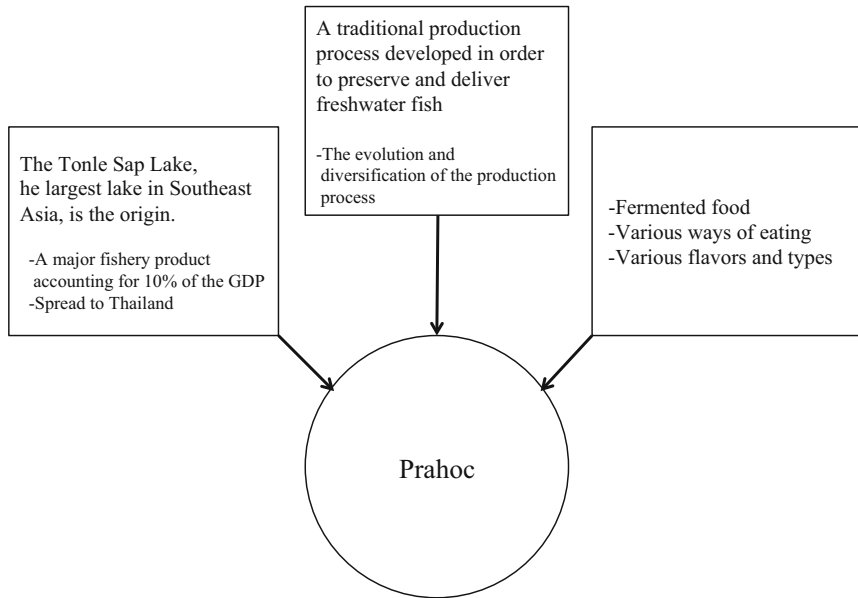 The Tonle Sap Lake,
he largest lake in Southeast
Asia, is the origin.
-A major fishery product
accounting for 10% of the GDP
-Spread to Thailand
A traditional production
process developed in order
to preserve and deliver
freshwater fish
-The evolution and
diversification of the production
process
-Fermented food
-Various ways of eating
-Various flavors and types
Prahoc